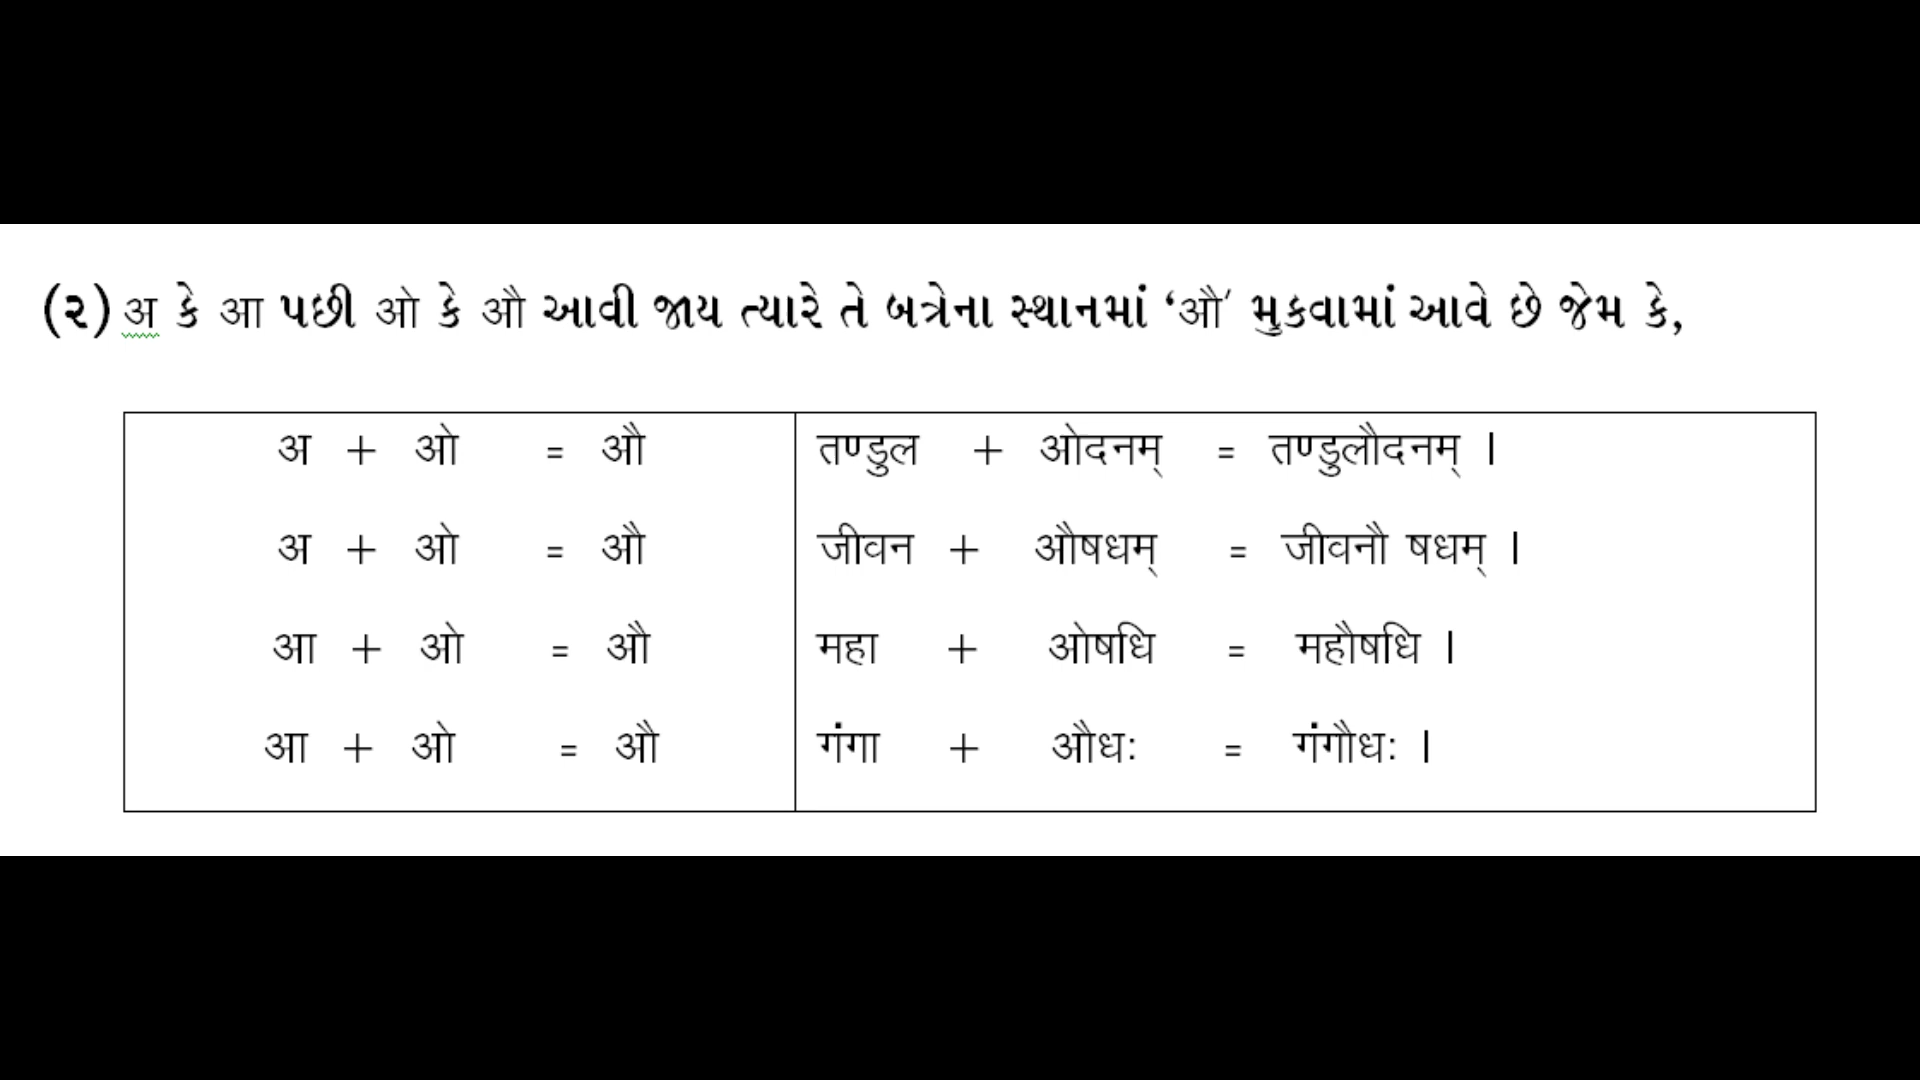 (૨) अ કે आ પછી ओ કે औ આવી જાય ત્યારે તે બત્રેના સ્થાનમાં ‘औ’ મુકવામાં આવે છે જેમ કે,
अ + ओ = औ तण्डुल + ओदनम् = तण्डुलौदनम् ।
अ + ओ = औ जीवन + औषधम् = जीवनौ षधम् ।
आ + ओ = औ महा + ओषधि = महौषधि ।
आ + ओ = औ गंगा + औधः = गंगौधः ।